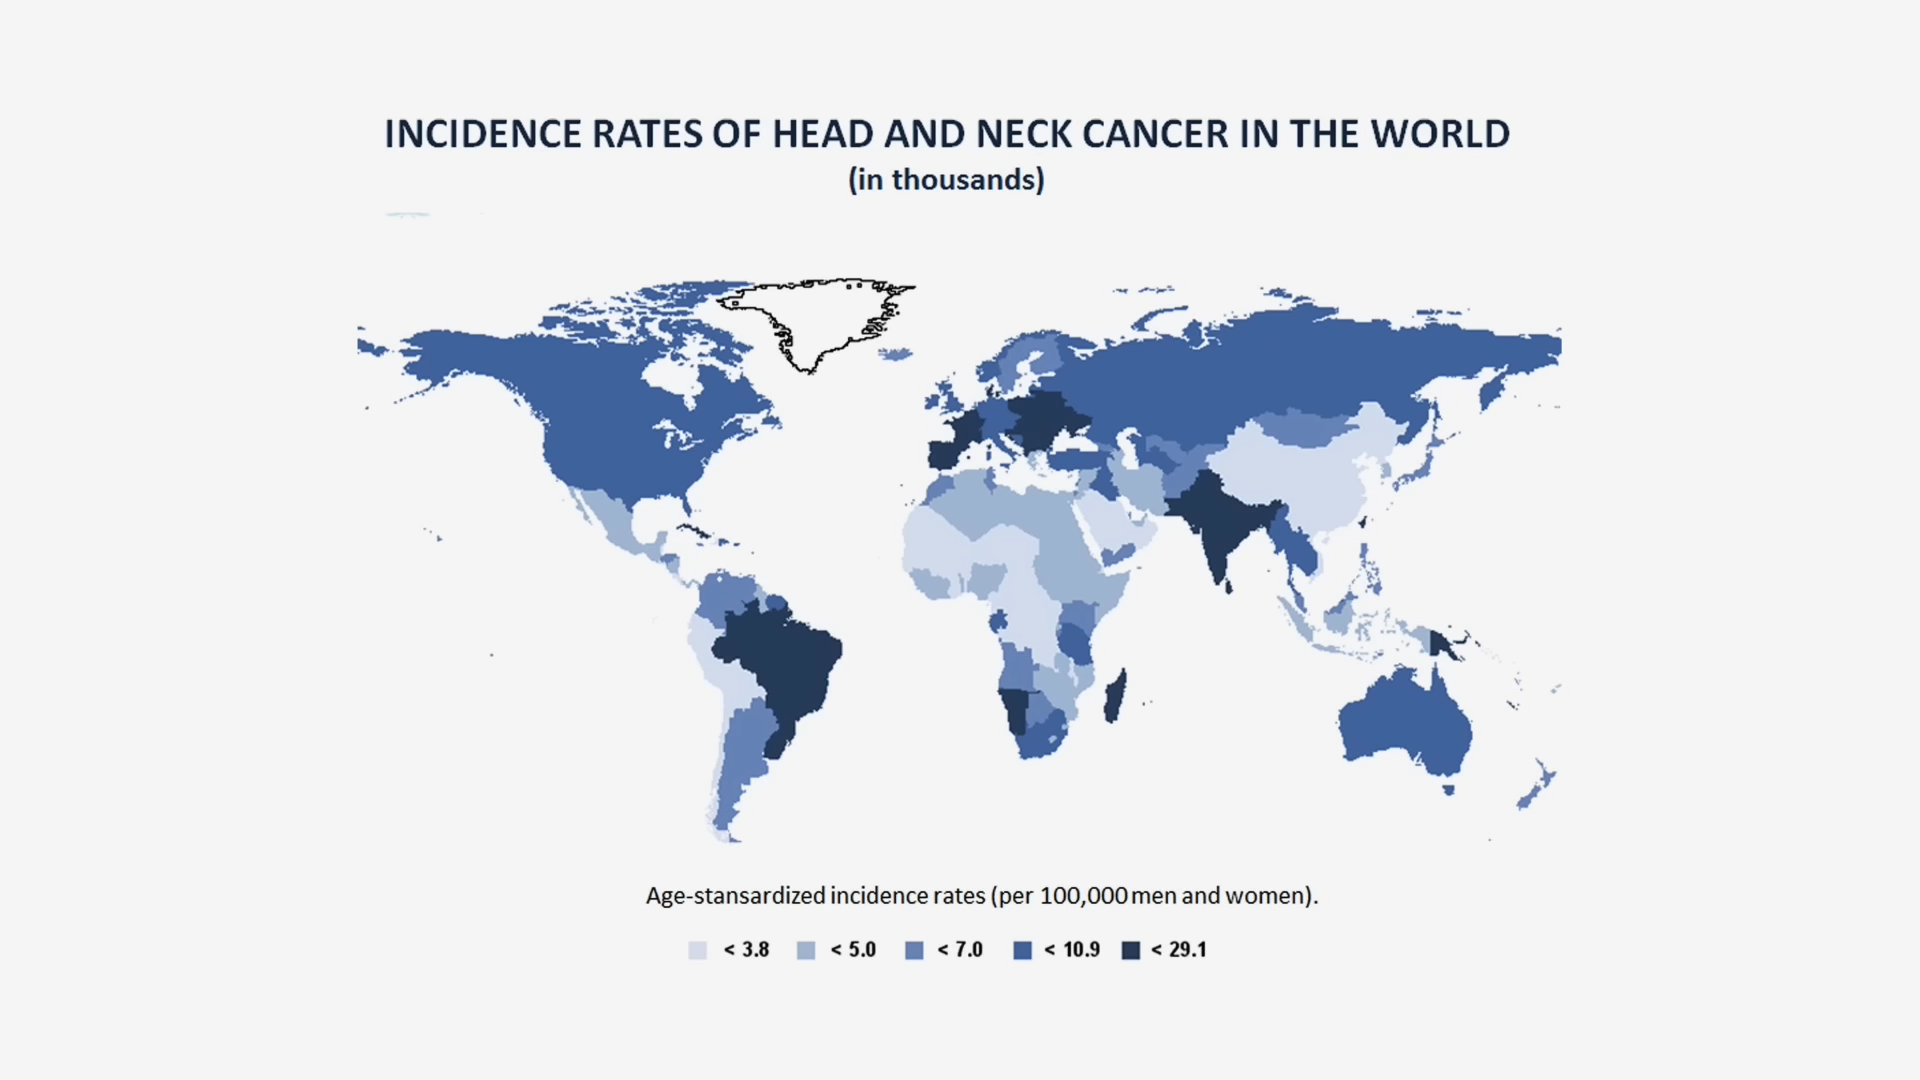 INCIDENCE RATES OF HEAD AND NECK CANCER IN THE WORLD
(in thousands)
Age-stansardized incidence rates (per 100,000 men and women).
< 3.8 < 5.0 < 7.0 < 10.9 < 29.1